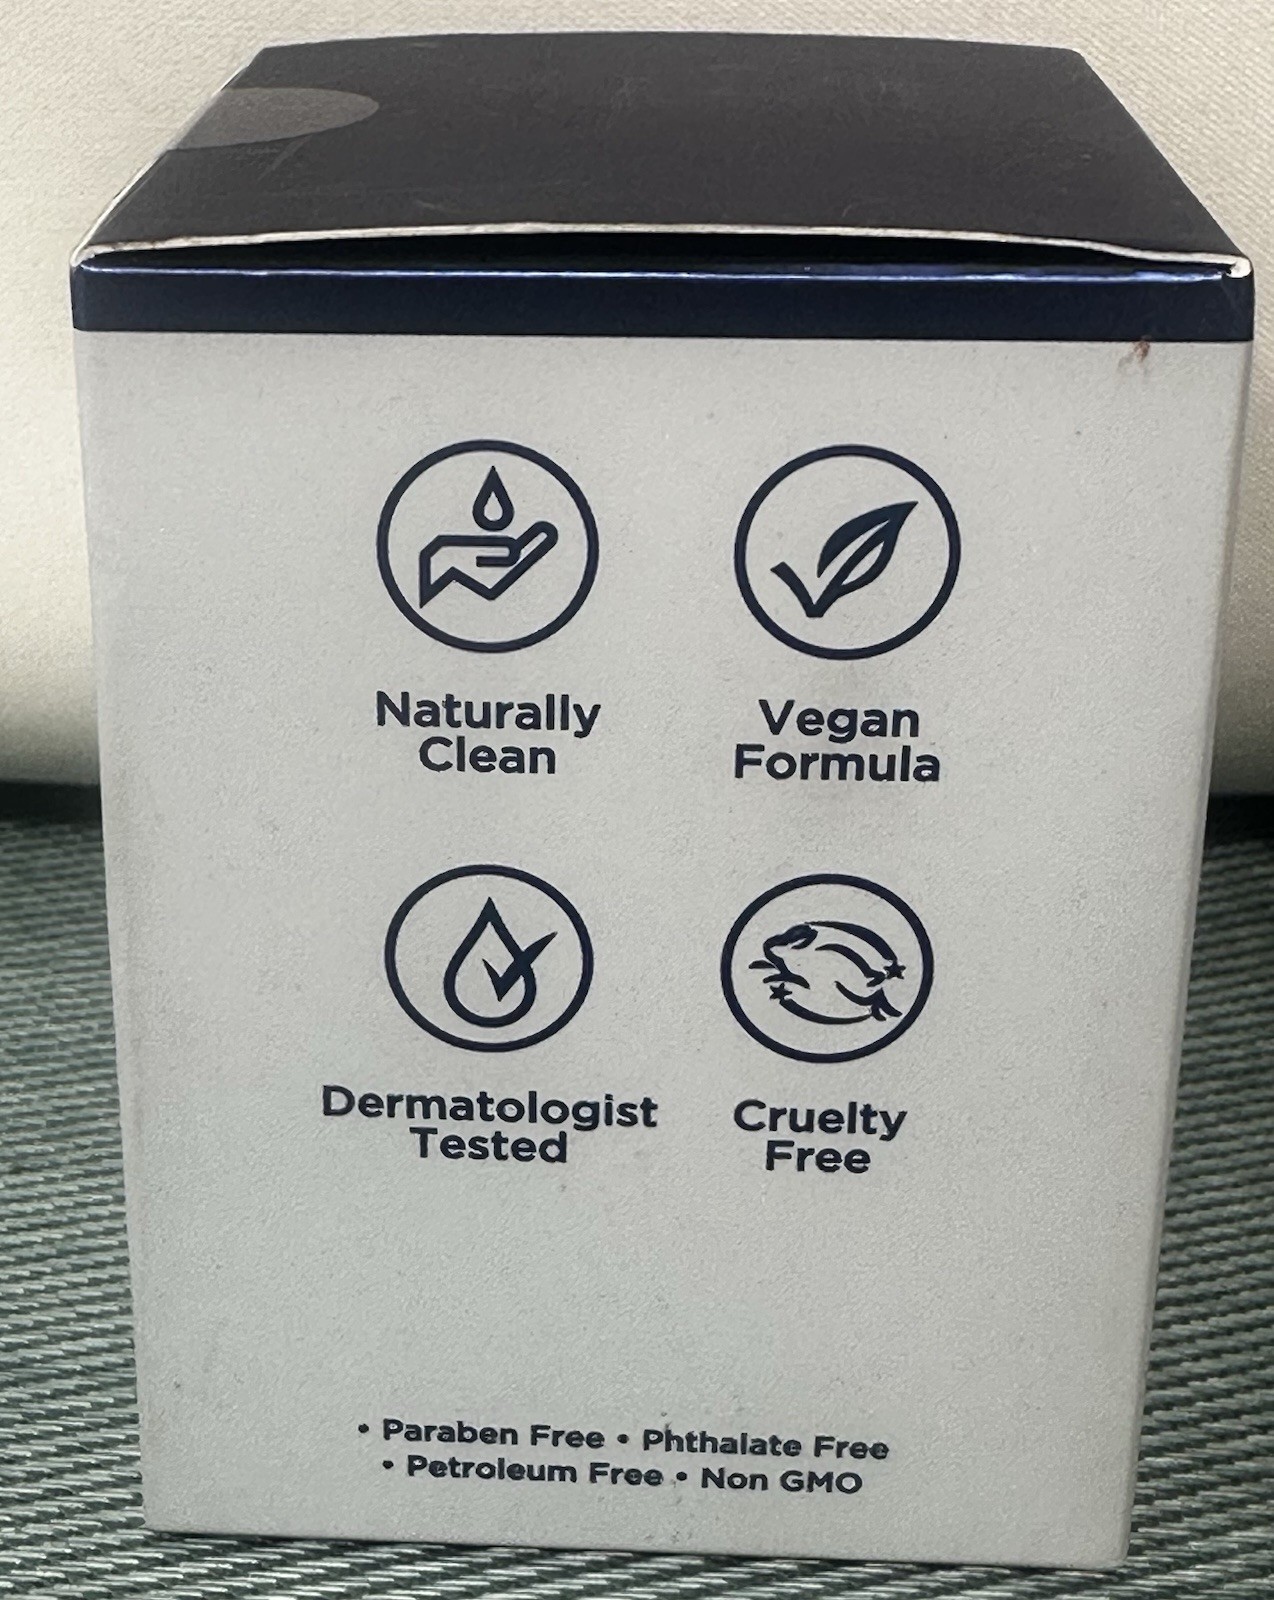 Naturally
Clean
Vegan
Formula
Dermatologist
Tested
Cruelty
Free
• Paraben Free • Phthalate Free
• Petroleum Free • Non GMO